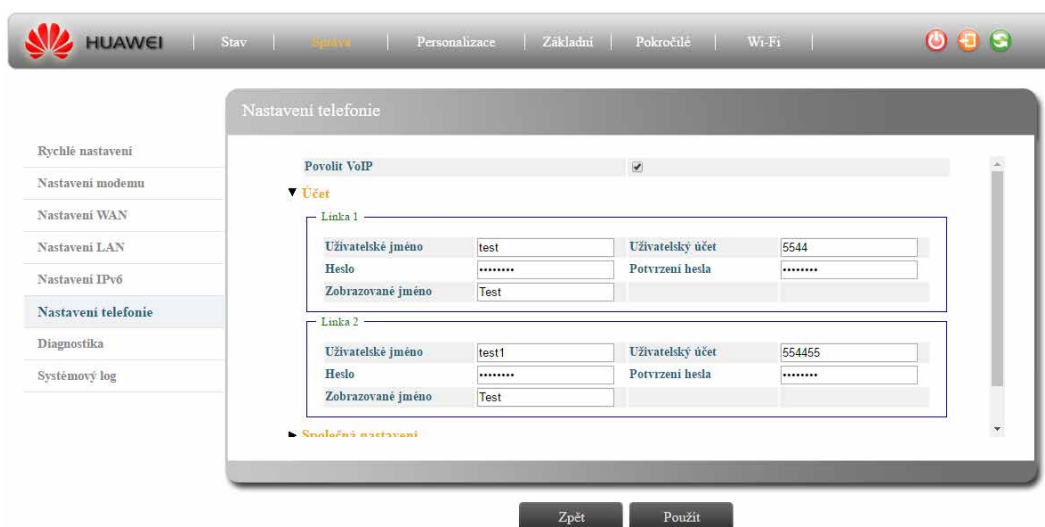 HUAWEI | Stav | Správa | Personalizace | Základní | Pokročilé | Wi-Fi |
Nastavení telefonie
Rychlé nastavení
Nastavení modemu
Nastavení WAN
Nastavení LAN
Nastavení IPv6
Nastavení telefonie
Diagnostika
Systémový log
Povolit VoIP
Účet
Linka 1
Uživatelské jméno test Uživatelský účet 5544
Heslo •••••••• Potvrzení hesla ••••••••
Zobrazované jméno Test
Linka 2
Uživatelské jméno test1 Uživatelský účet 554455
Heslo •••••••• Potvrzení hesla ••••••••
Zobrazované jméno Test
Společná nastavení
Zpět Použít